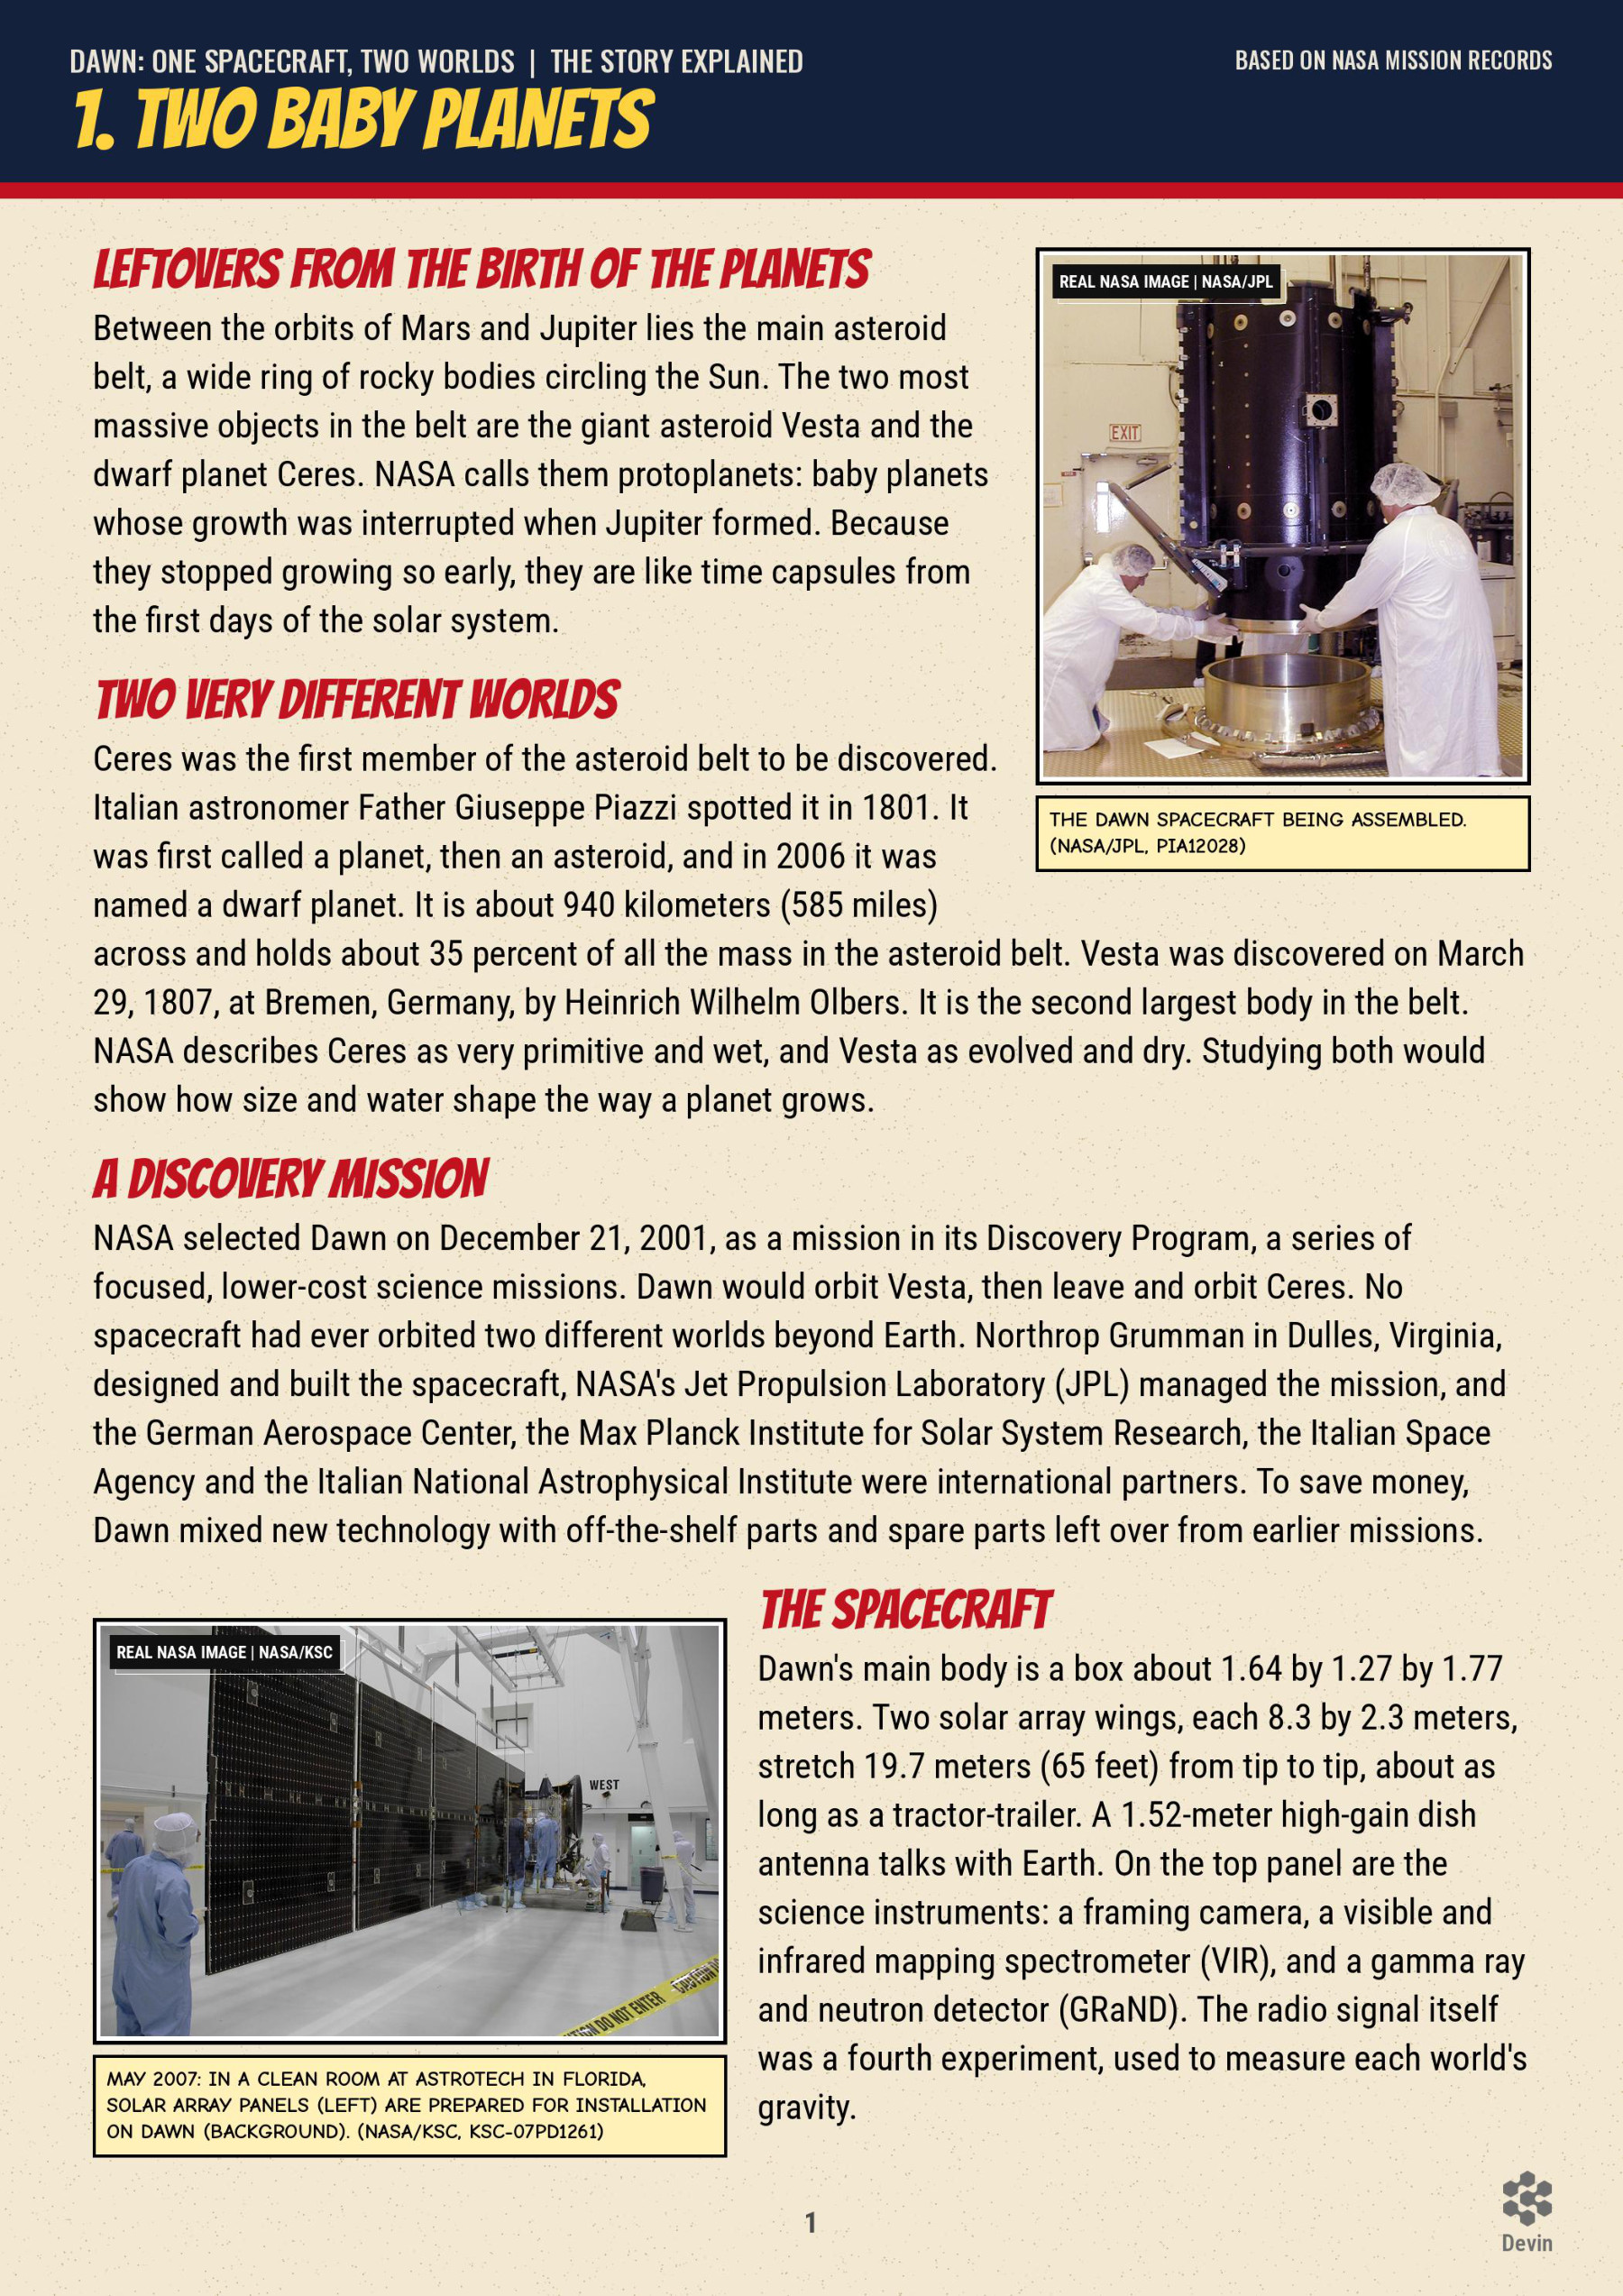 DAWN: ONE SPACECRAFT, TWO WORLDS | THE STORY EXPLAINED
BASED ON NASA MISSION RECORDS
1. TWO BABY PLANETS
LEFTOVERS FROM THE BIRTH OF THE PLANETS
Between the orbits of Mars and Jupiter lies the main asteroid
belt, a wide ring of rocky bodies circling the Sun. The two most
massive objects in the belt are the giant asteroid Vesta and the
dwarf planet Ceres. NASA calls them protoplanets: baby planets
whose growth was interrupted when Jupiter formed. Because
they stopped growing so early, they are like time capsules from
the first days of the solar system.
REAL NASA IMAGE | NASA/JPL
EXIT
THE DAWN SPACECRAFT BEING ASSEMBLED.
(NASA/JPL, PIA12028)
TWO VERY DIFFERENT WORLDS
Ceres was the first member of the asteroid belt to be discovered.
Italian astronomer Father Giuseppe Piazzi spotted it in 1801. It
was first called a planet, then an asteroid, and in 2006 it was
named a dwarf planet. It is about 940 kilometers (585 miles)
across and holds about 35 percent of all the mass in the asteroid belt. Vesta was discovered on March
29, 1807, at Bremen, Germany, by Heinrich Wilhelm Olbers. It is the second largest body in the belt.
NASA describes Ceres as very primitive and wet, and Vesta as evolved and dry. Studying both would
show how size and water shape the way a planet grows.
A DISCOVERY MISSION
NASA selected Dawn on December 21, 2001, as a mission in its Discovery Program, a series of
focused, lower-cost science missions. Dawn would orbit Vesta, then leave and orbit Ceres. No
spacecraft had ever orbited two different worlds beyond Earth. Northrop Grumman in Dulles, Virginia,
designed and built the spacecraft, NASA's Jet Propulsion Laboratory (JPL) managed the mission, and
the German Aerospace Center, the Max Planck Institute for Solar System Research, the Italian Space
Agency and the Italian National Astrophysical Institute were international partners. To save money,
Dawn mixed new technology with off-the-shelf parts and spare parts left over from earlier missions.
REAL NASA IMAGE | NASA/KSC
WEST
CAUTION DO
TION DO NOT ENTER
MAY 2007: IN A CLEAN ROOM AT ASTROTECH IN FLORIDA,
SOLAR ARRAY PANELS (LEFT) ARE PREPARED FOR INSTALLATION
ON DAWN (BACKGROUND). (NASA/KSC, KSC-07PD1261)
THE SPACECRAFT
Dawn's main body is a box about 1.64 by 1.27 by 1.77
meters. Two solar array wings, each 8.3 by 2.3 meters,
stretch 19.7 meters (65 feet) from tip to tip, about as
long as a tractor-trailer. A 1.52-meter high-gain dish
antenna talks with Earth. On the top panel are the
science instruments: a framing camera, a visible and
infrared mapping spectrometer (VIR), and a gamma ray
and neutron detector (GRaND). The radio signal itself
was a fourth experiment, used to measure each world's
gravity.
1
Devin